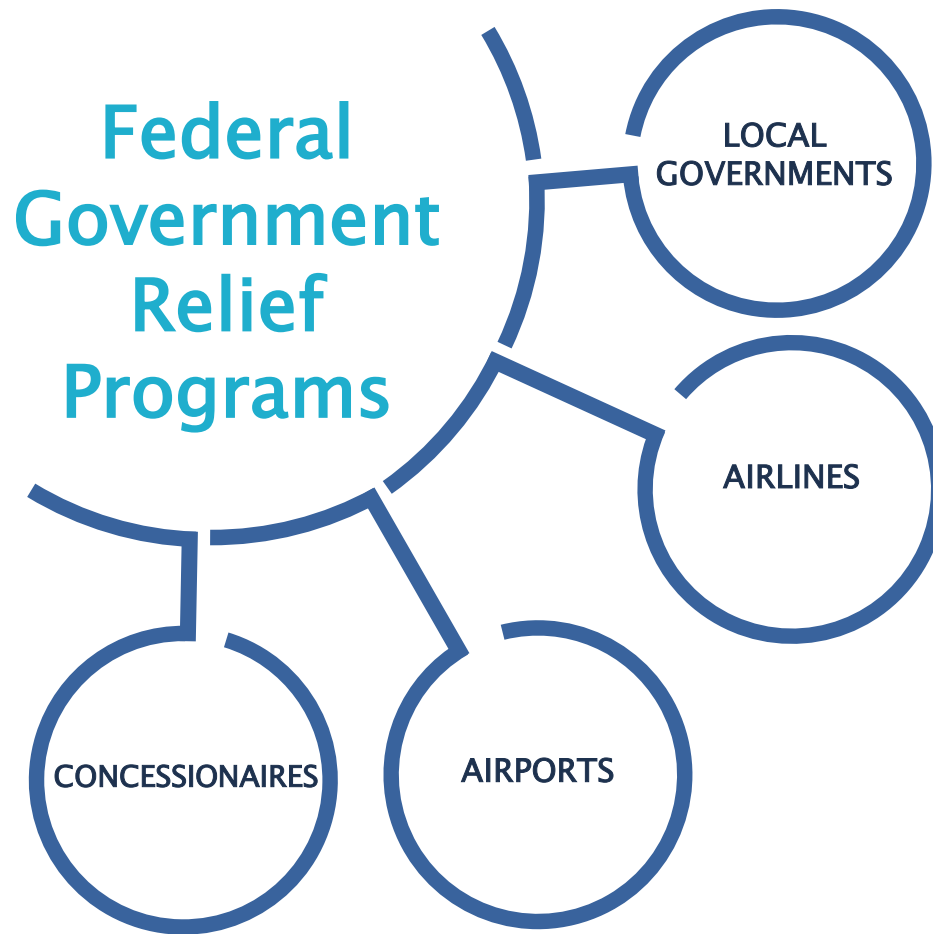 Federal
Government
Relief
Programs
LOCAL
GOVERNMENTS
AIRLINES
AIRPORTS
CONCESSIONAIRES